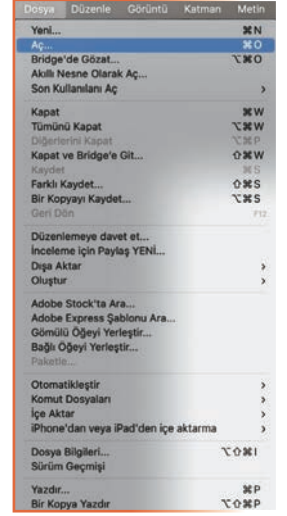 Dosya Düzenle Görüntü Katman Metin
Yeni... ⌘N
Aç... ⌘O
Bridge'de Gözat... ⌥⌘O
Akıllı Nesne Olarak Aç...
Son Kullanılanı Aç >
Kapat ⌘W
Tümünü Kapat ⌥⌘W
Diğerlerini Kapat ⌥⌘P
Kapat ve Bridge'e Git... ⇧⌘W
Kaydet ⌘S
Farklı Kaydet... ⇧⌘S
Bir Kopyayı Kaydet... ⌥⌘S
Geri Dön F12
Düzenlemeye davet et...
İnceleme için Paylaş YENİ...
Dışa Aktar >
Oluştur >
Adobe Stock'ta Ara...
Adobe Express Şablonu Ara...
Gömülü Öğeyi Yerleştir...
Bağlı Öğeyi Yerleştir...
Paketle...
Otomatikleştir >
Komut Dosyaları >
İçe Aktar >
iPhone'dan veya iPad'den içe aktarma >
Dosya Bilgileri... ⌥⇧⌘I
Sürüm Geçmişi
Yazdır... ⌘P
Bir Kopya Yazdır ⌥⇧⌘P